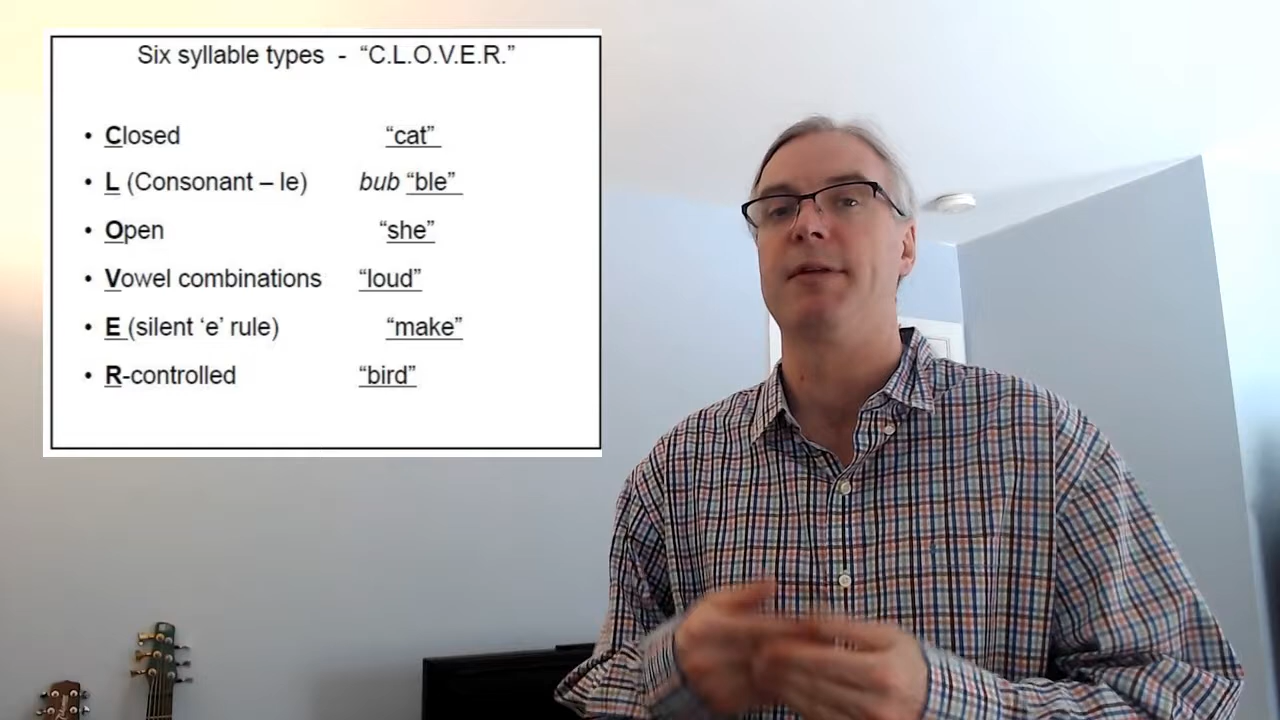 Six syllable types - “C.L.O.V.E.R.”
• Closed “cat”
• L (Consonant – le) bub “ble”
• Open “she”
• Vowel combinations “loud”
• E (silent ‘e’ rule) “make”
• R-controlled “bird”